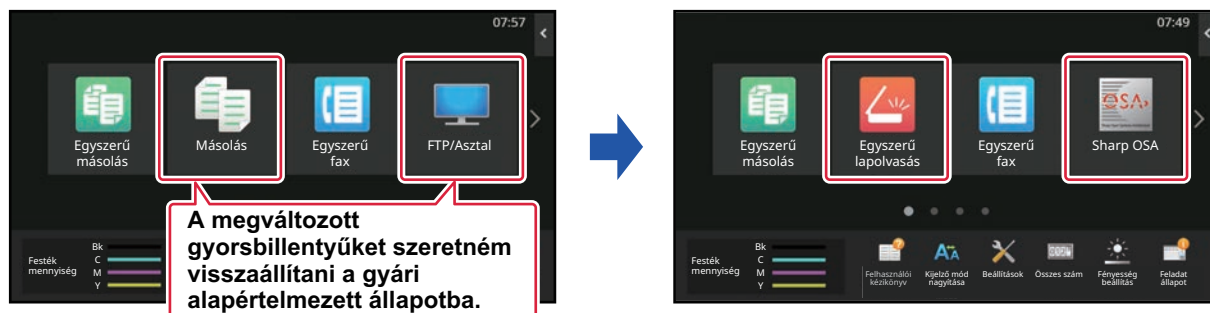 07:57
Egyszerű
másolás
Másolás
Egyszerű
fax
FTP/Asztal
A megváltozott
gyorsbillentyűket szeretném
visszaállítani a gyári
alapértelmezett állapotba.
Festék
mennyiség
Bk
C
M
Y
07:49
Egyszerű
másolás
Egyszerű
lapolvasás
Egyszerű
fax
OSA
Sharp OSA
Festék
mennyiség
Bk
C
M
Y
Felhasználói
kézikönyv
Kijelző mód
nagyítása
Beállítások
Összes szám
Fényesség
beállítás
Feladat
állapot